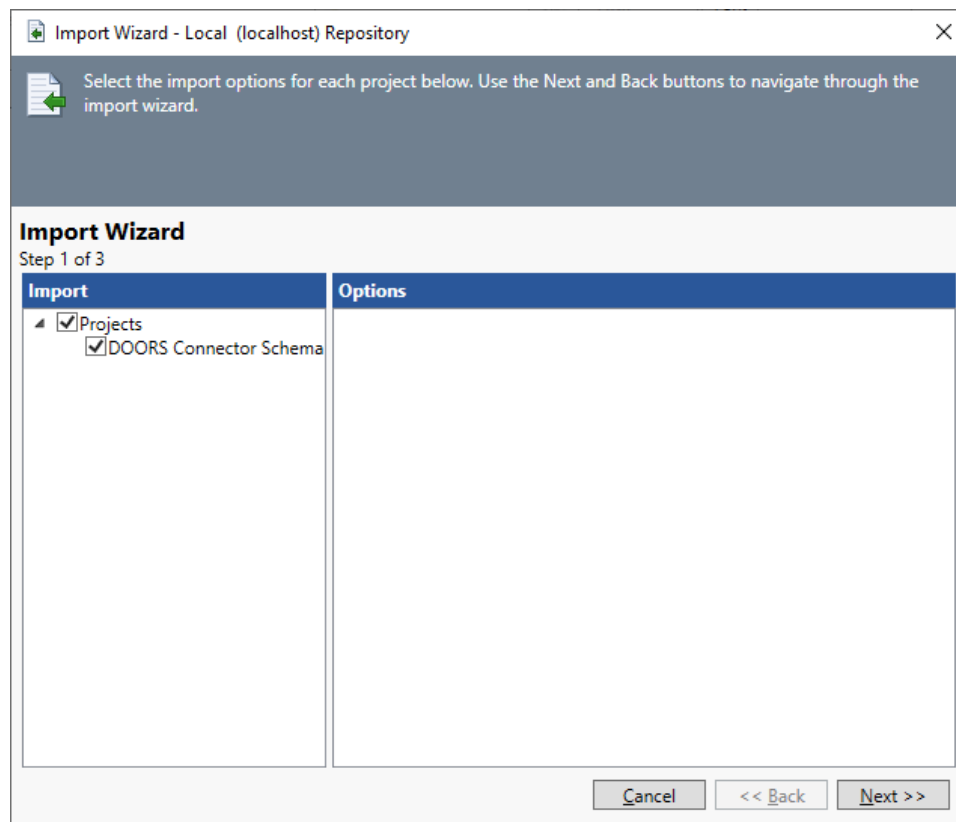 Import Wizard - Local  (localhost) Repository
Select the import options for each project below. Use the Next and Back buttons to navigate through the
import wizard.
Import Wizard
Step 1 of 3
Import
Options
Projects
DOORS Connector Schema
Cancel
<< Back
Next >>